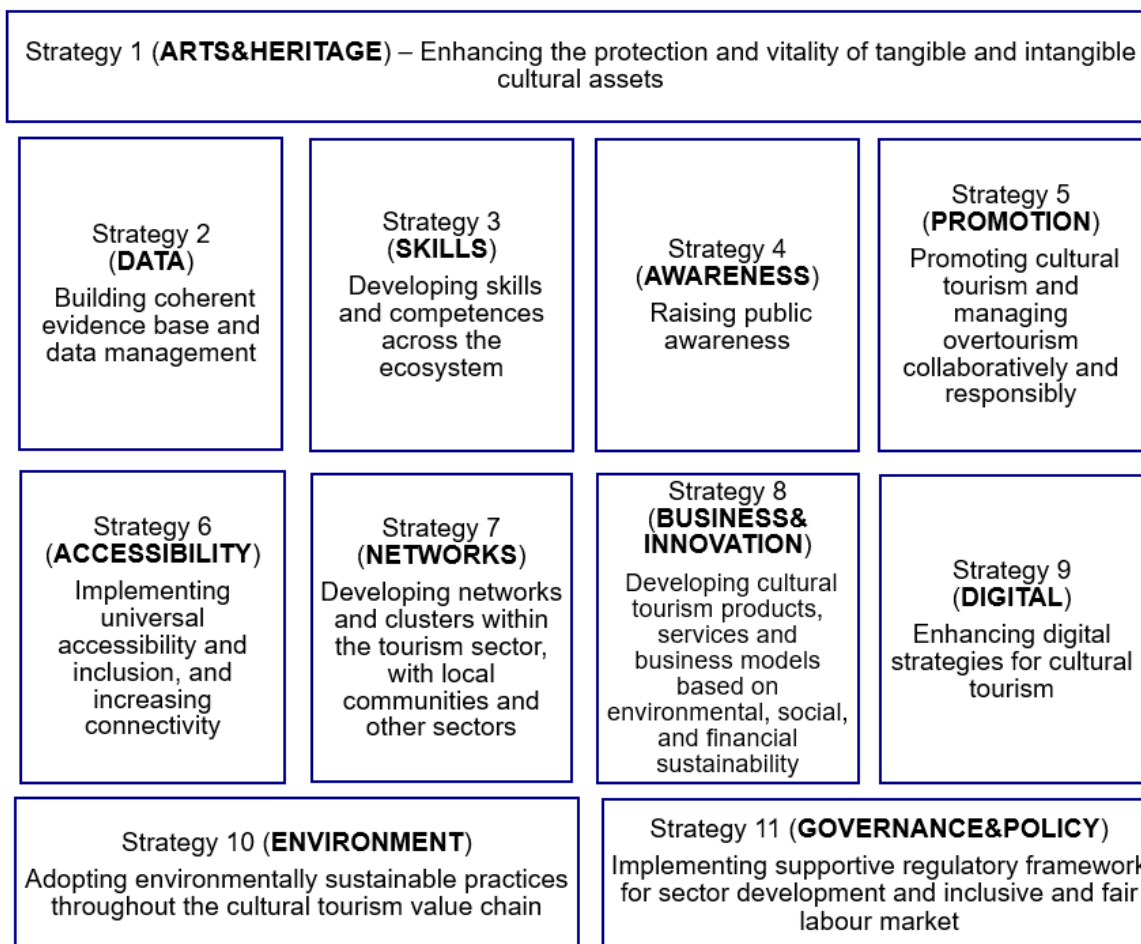 Strategy 1 (ARTS&HERITAGE) – Enhancing the protection and vitality of tangible and intangible
cultural assets
Strategy 2
(DATA)
Building coherent
evidence base and
data management
Strategy 3
(SKILLS)
Developing skills
and competences
across the
ecosystem
Strategy 4
(AWARENESS)
Raising public
awareness
Strategy 5
(PROMOTION)
Promoting cultural
tourism and
managing
overtourism
collaboratively and
responsibly
Strategy 6
(ACCESSIBILITY)
Implementing
universal
accessibility and
inclusion, and
increasing
connectivity
Strategy 7
(NETWORKS)
Developing networks
and clusters within
the tourism sector,
with local
communities and
other sectors
Strategy 8
(BUSINESS&
INNOVATION)
Developing cultural
tourism products,
services and
business models
based on
environmental, social,
and financial
sustainability
Strategy 9
(DIGITAL)
Enhancing digital
strategies for cultural
tourism
Strategy 10 (ENVIRONMENT)
Adopting environmentally sustainable practices
throughout the cultural tourism value chain
Strategy 11 (GOVERNANCE&POLICY)
Implementing supportive regulatory framework
for sector development and inclusive and fair
labour market